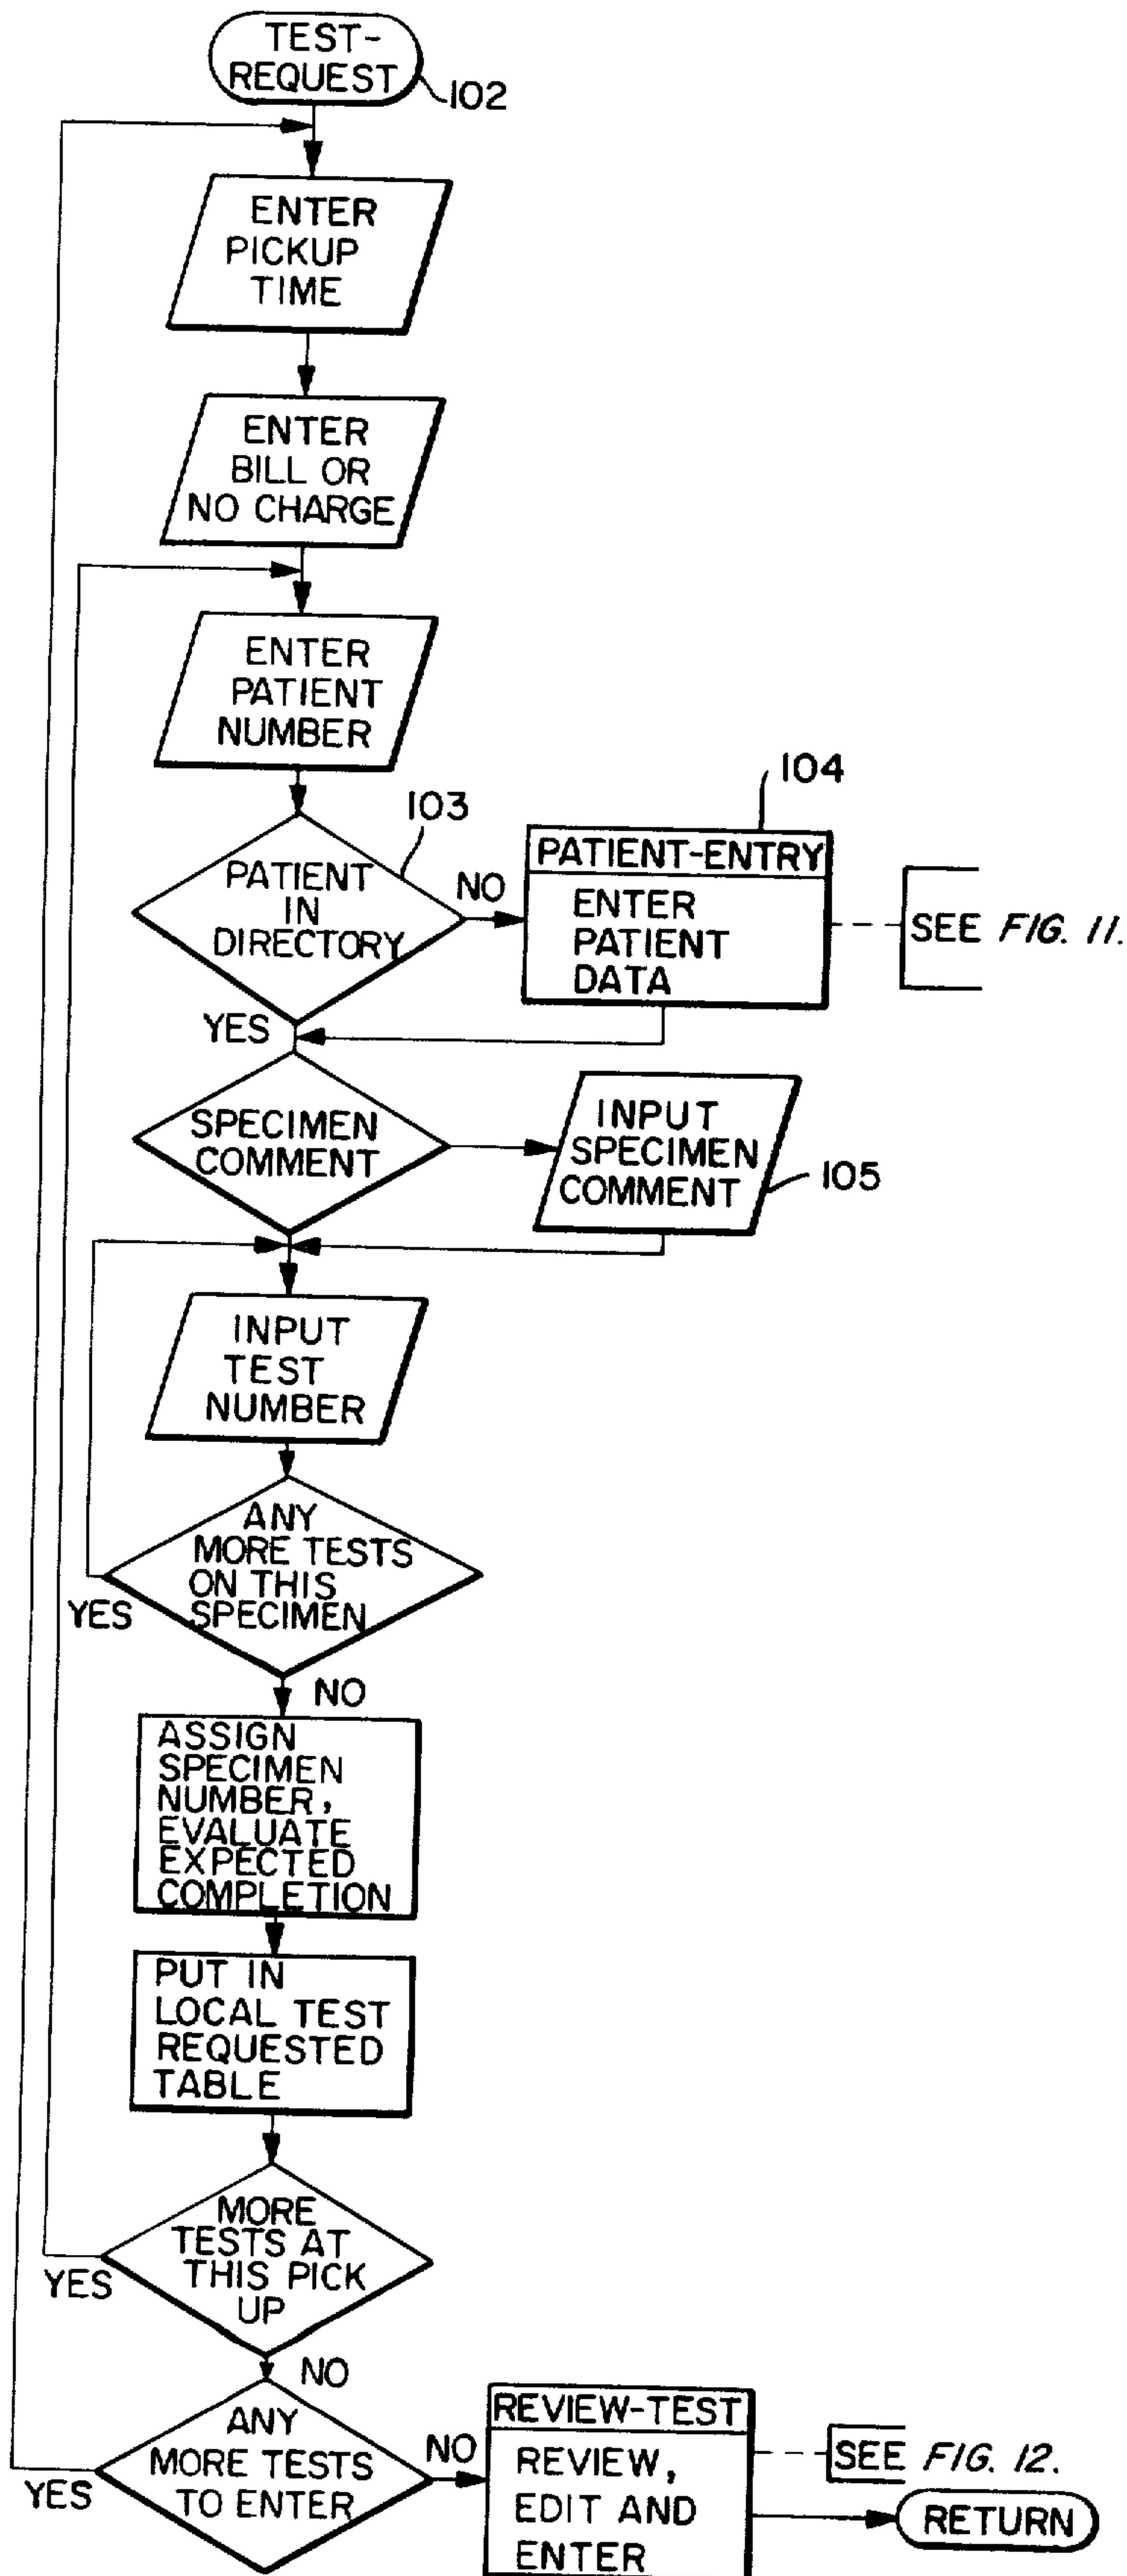 TEST-
REQUEST
102
ENTER
PICKUP
TIME
ENTER
BILL OR
NO CHARGE
ENTER
PATIENT
NUMBER
103
PATIENT
IN
DIRECTORY
NO
104
PATIENT-ENTRY
ENTER
PATIENT
DATA
SEE FIG. 11.
YES
SPECIMEN
COMMENT
INPUT
SPECIMEN
COMMENT
105
INPUT
TEST
NUMBER
ANY
MORE TESTS
ON THIS
SPECIMEN
YES
NO
ASSIGN
SPECIMEN
NUMBER,
EVALUATE
EXPECTED
COMPLETION
PUT IN
LOCAL TEST
REQUESTED
TABLE
MORE
TESTS AT
THIS PICK
UP
YES
NO
ANY
MORE TESTS
TO ENTER
YES
NO
REVIEW-TEST
REVIEW,
EDIT AND
ENTER
SEE FIG. 12.
RETURN